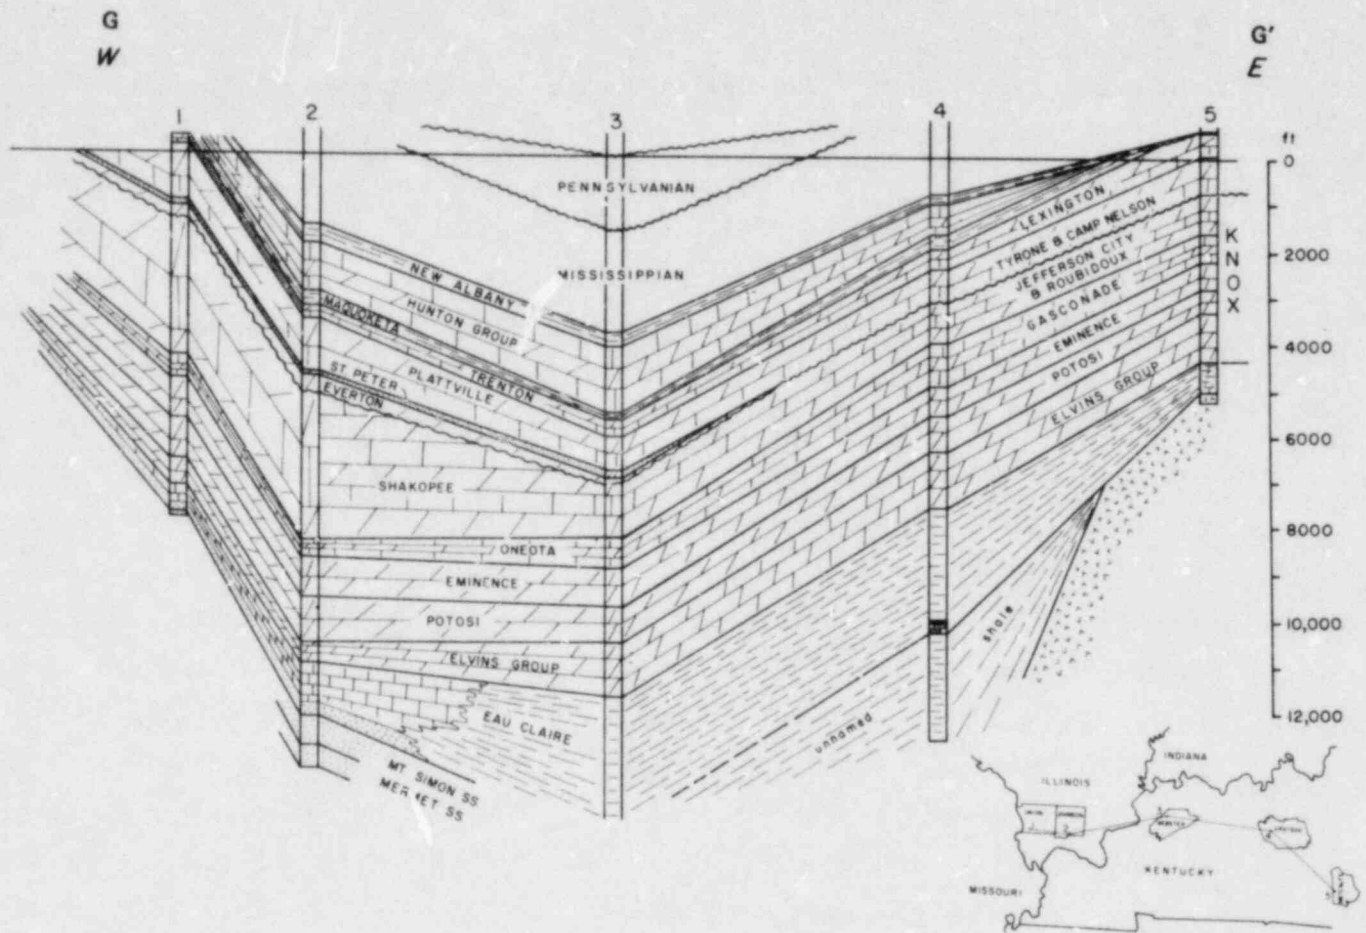 G
W
G'
E
1
2
3
4
5
ft
0
2000
4000
6000
8000
10,000
12,000
PENNSYLVANIAN
MISSISSIPPIAN
NEW ALBANY
HUNTON GROUP
MAQUOKETA
TRENTON
PLATTVILLE
ST. PETER
EVERTON
SHAKOPEE
ONEOTA
EMINENCE
POTOSI
ELVINS GROUP
EAU CLAIRE
MT. SIMON SS
MERMET SS
LEXINGTON
TYRONE & CAMP NELSON
JEFFERSON CITY
& ROUBIDOUX
GASCONADE
EMINENCE
POTOSI
ELVINS GROUP
KNOX
unnamed shale
INDIANA
ILLINOIS
KENTUCKY
MISSOURI